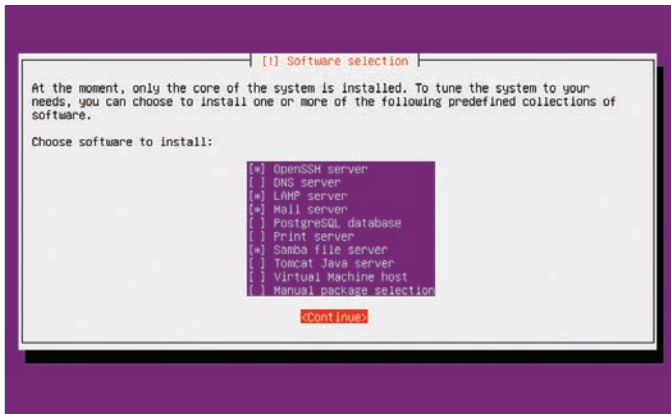 [!] Software selection
At the moment, only the core of the system is installed. To tune the system to your
needs, you can choose to install one or more of the following predefined collections of
software.
Choose software to install:
[*] OpenSSH server
[ ] DNS server
[*] LAMP server
[*] Mail server
[ ] PostgreSQL database
[ ] Print server
[*] Samba file server
[ ] Tomcat Java server
[ ] Virtual Machine host
[ ] Manual package selection
<Continue>